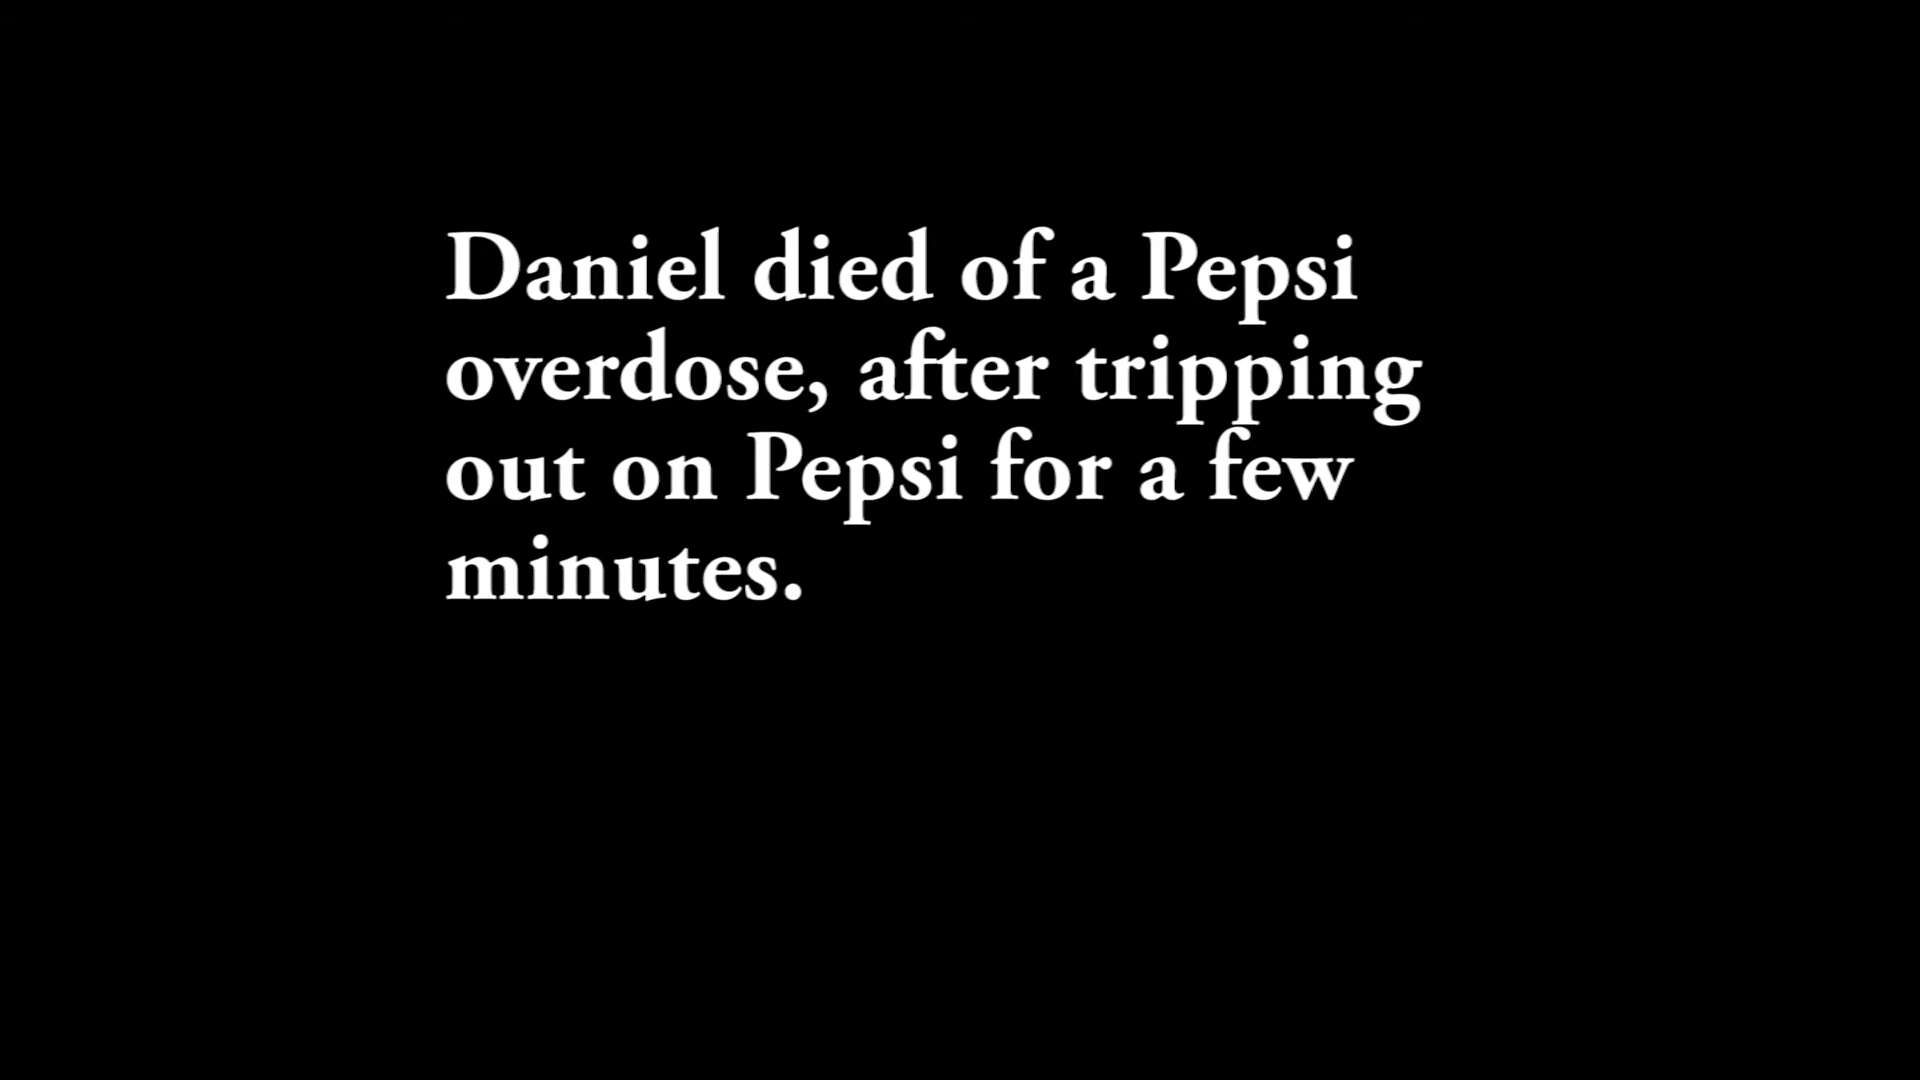 Daniel died of a Pepsi
overdose, after tripping
out on Pepsi for a few
minutes.